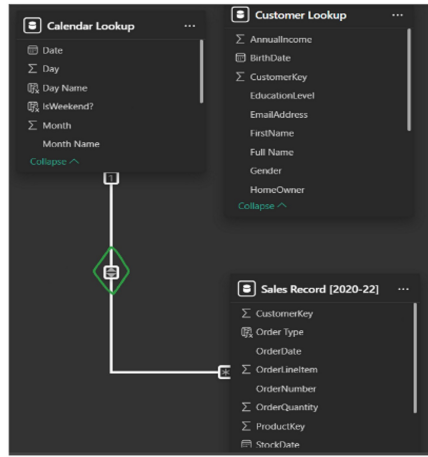 Calendar Lookup ...
Date
Σ Day
Day Name
IsWeekend?
Σ Month
Month Name
Collapse
Customer Lookup ...
Σ AnnualIncome
BirthDate
Σ CustomerKey
EducationLevel
EmailAddress
FirstName
Full Name
Gender
HomeOwner
Collapse
1
*
Sales Record [2020-22] ...
Σ CustomerKey
Order Type
OrderDate
Σ OrderLineItem
OrderNumber
Σ OrderQuantity
Σ ProductKey
StockDate